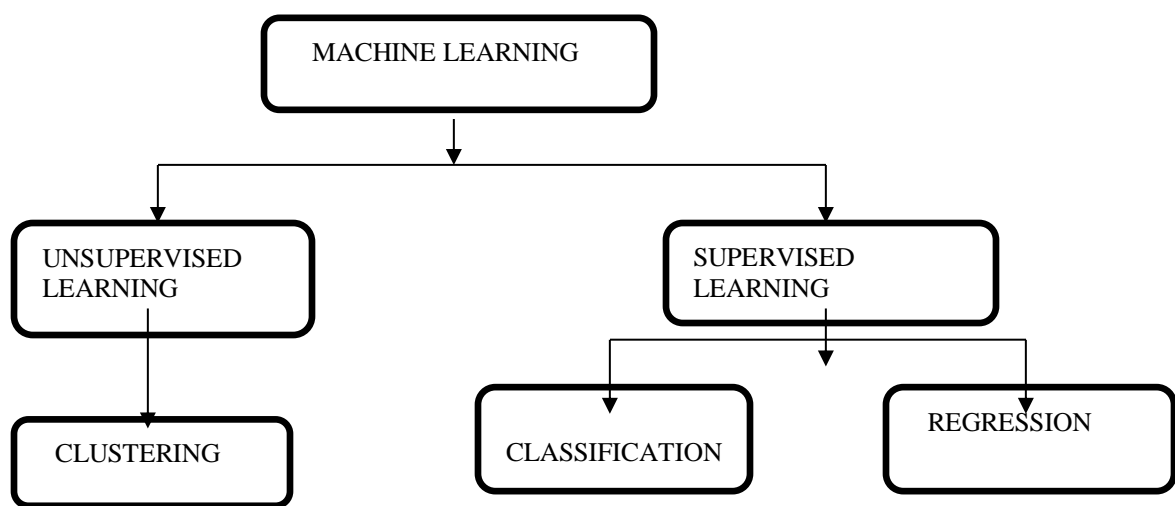 MACHINE LEARNING
UNSUPERVISED
LEARNING
SUPERVISED
LEARNING
CLUSTERING
CLASSIFICATION
REGRESSION